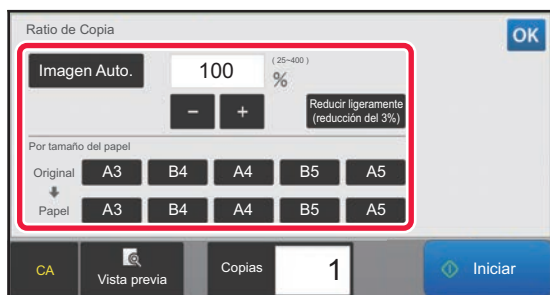 Ratio de Copia
OK
Imagen Auto.
100
(25~400)
%
−
+
Reducir ligeramente
(reducción del 3%)
Por tamaño del papel
Original A3 B4 A4 B5 A5
Papel A3 B4 A4 B5 A5
CA
Vista previa
Copias
1
Iniciar